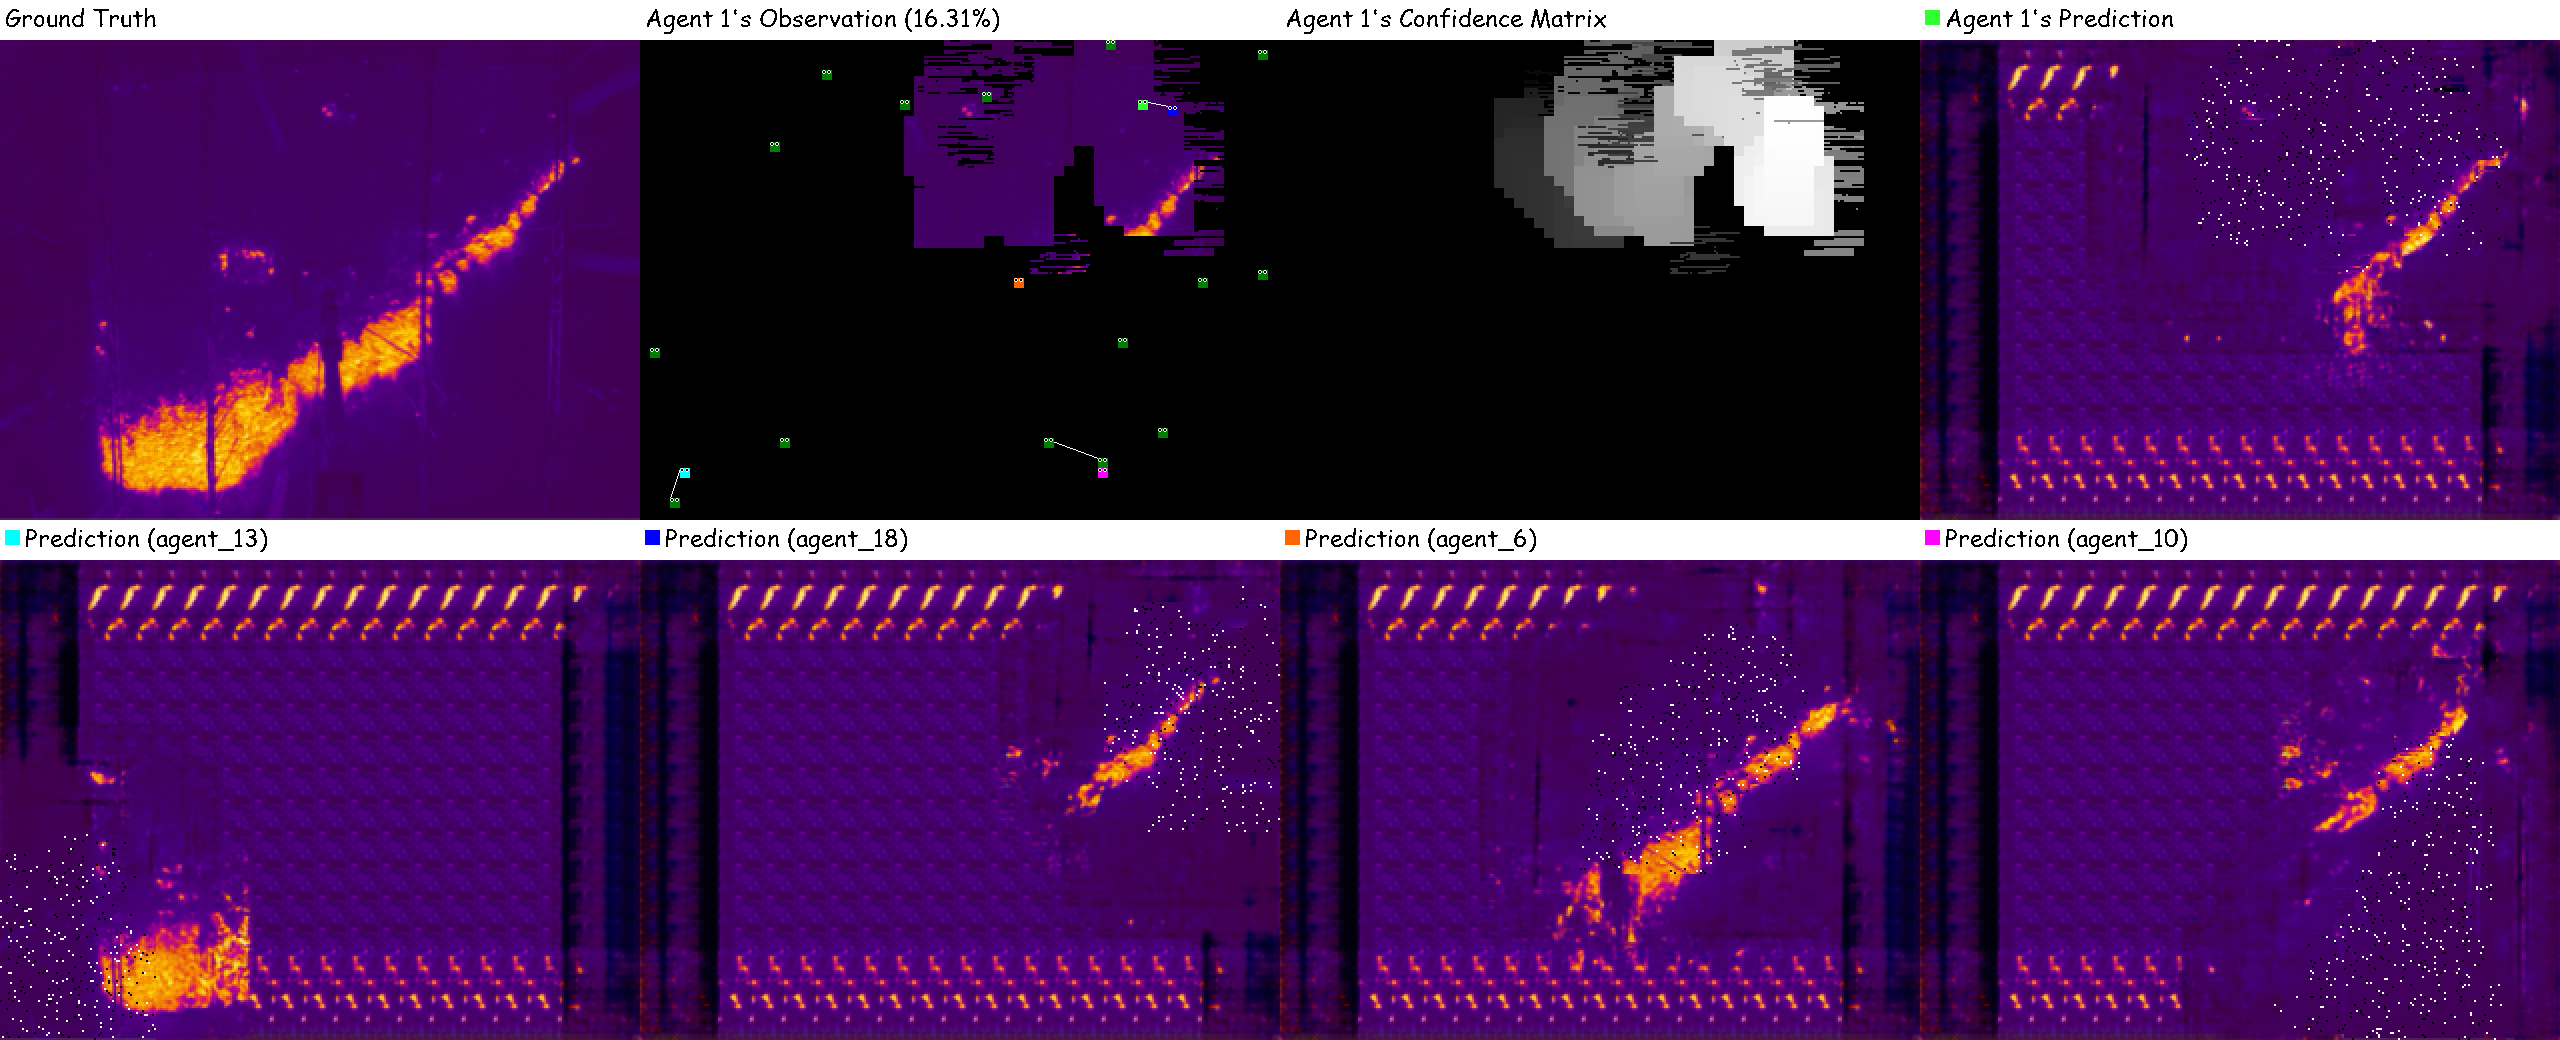 Ground Truth
Agent 1's Observation (16.31%)
Agent 1's Confidence Matrix
Agent 1's Prediction
Prediction (agent_13)
Prediction (agent_18)
Prediction (agent_6)
Prediction (agent_10)